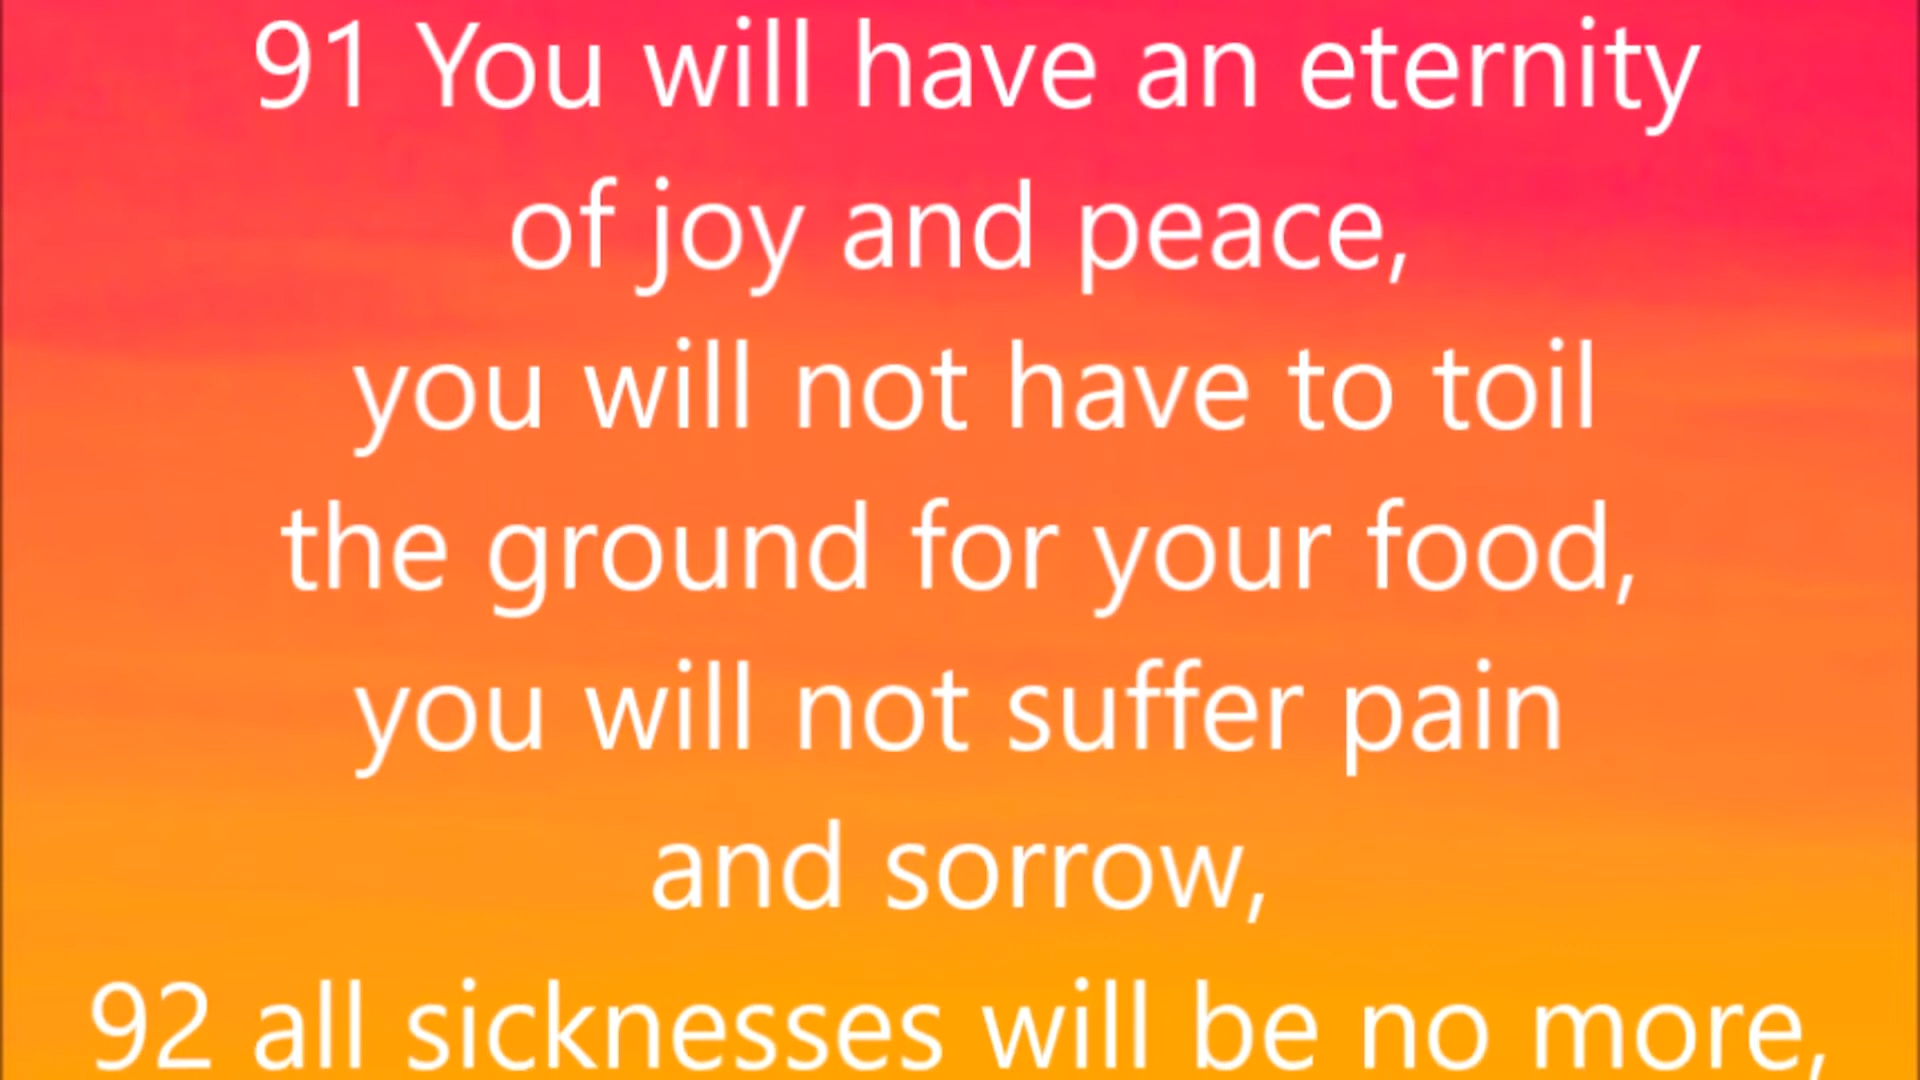 91 You will have an eternity
of joy and peace,
you will not have to toil
the ground for your food,
you will not suffer pain
and sorrow,
92 all sicknesses will be no more,